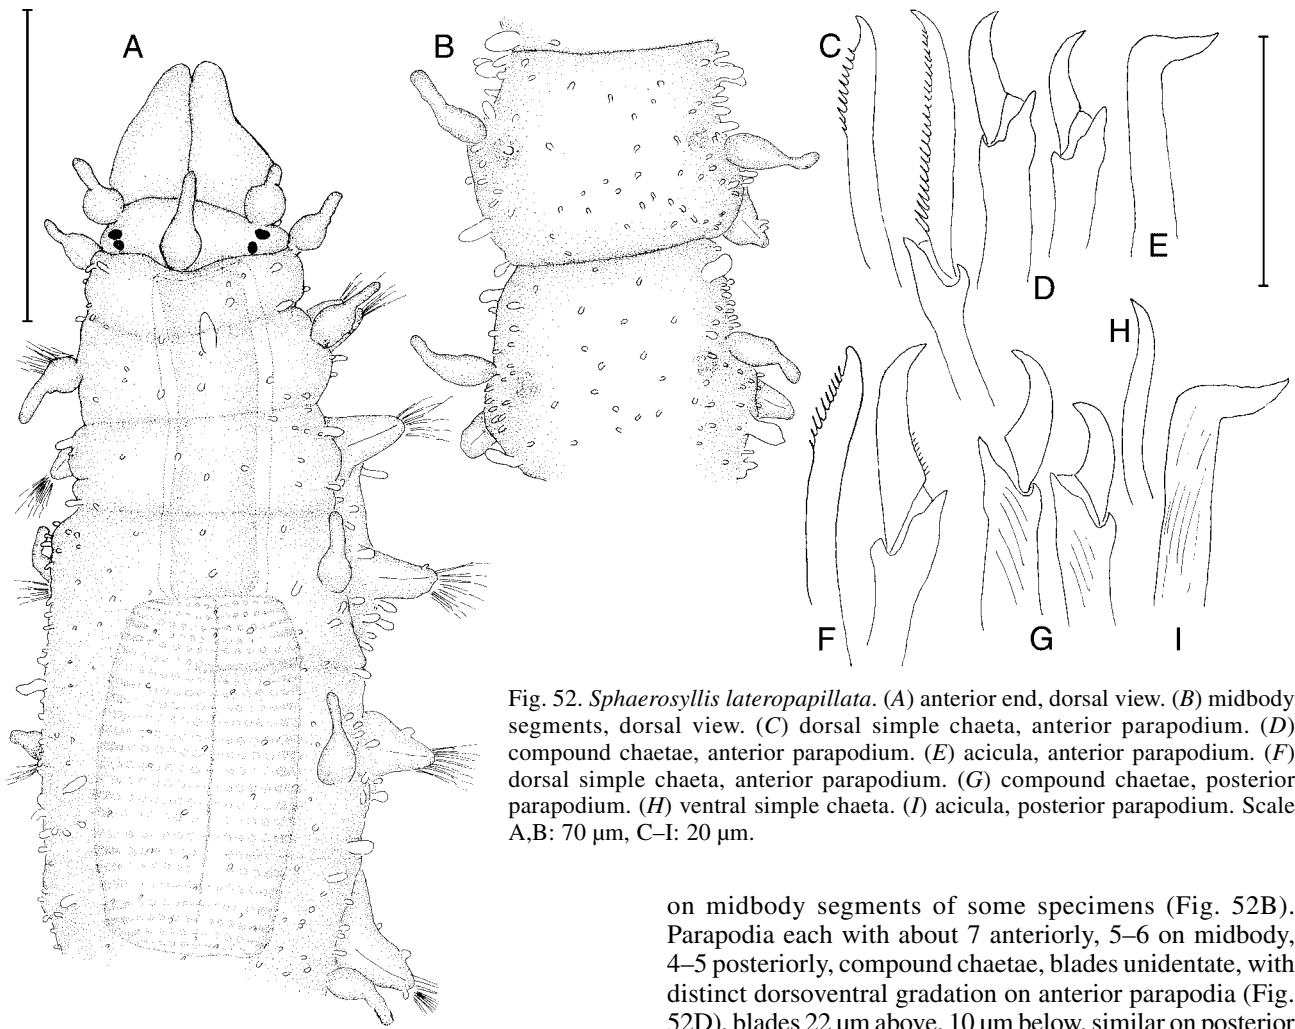 A
B
C
D
E
H
F
G
I
Fig. 52. Sphaerosyllis lateropapillata. (A) anterior end, dorsal view. (B) midbody
segments, dorsal view. (C) dorsal simple chaeta, anterior parapodium. (D)
compound chaetae, anterior parapodium. (E) acicula, anterior parapodium. (F)
dorsal simple chaeta, anterior parapodium. (G) compound chaetae, posterior
parapodium. (H) ventral simple chaeta. (I) acicula, posterior parapodium. Scale
A,B: 70 µm, C–I: 20 µm.
on midbody segments of some specimens (Fig. 52B).
Parapodia each with about 7 anteriorly, 5–6 on midbody,
4–5 posteriorly, compound chaetae, blades unidentate, with
distinct dorsoventral gradation on anterior parapodia (Fig.
52D), blades 22 µm above, 10 µm below, similar on posterior